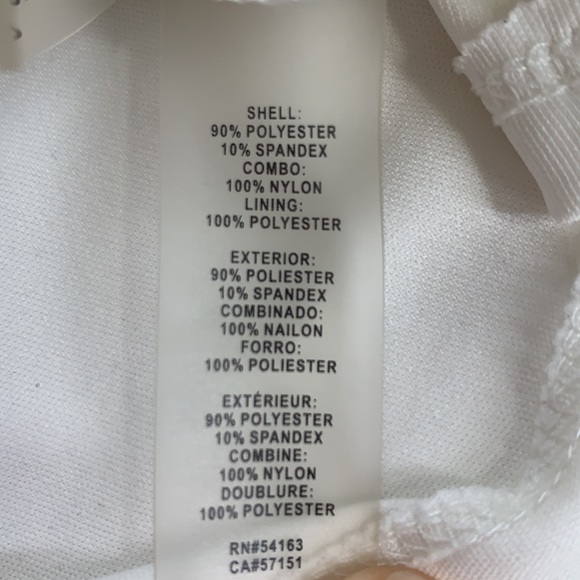 SHELL:
90% POLYESTER
10% SPANDEX
COMBO:
100% NYLON
LINING:
100% POLYESTER
EXTERIOR:
90% POLIESTER
10% SPANDEX
COMBINADO:
100% NAILON
FORRO:
100% POLIESTER
EXTÉRIEUR:
90% POLYESTER
10% SPANDEX
COMBINE:
100% NYLON
DOUBLURE:
100% POLYESTER
RN#54163
CA#57151